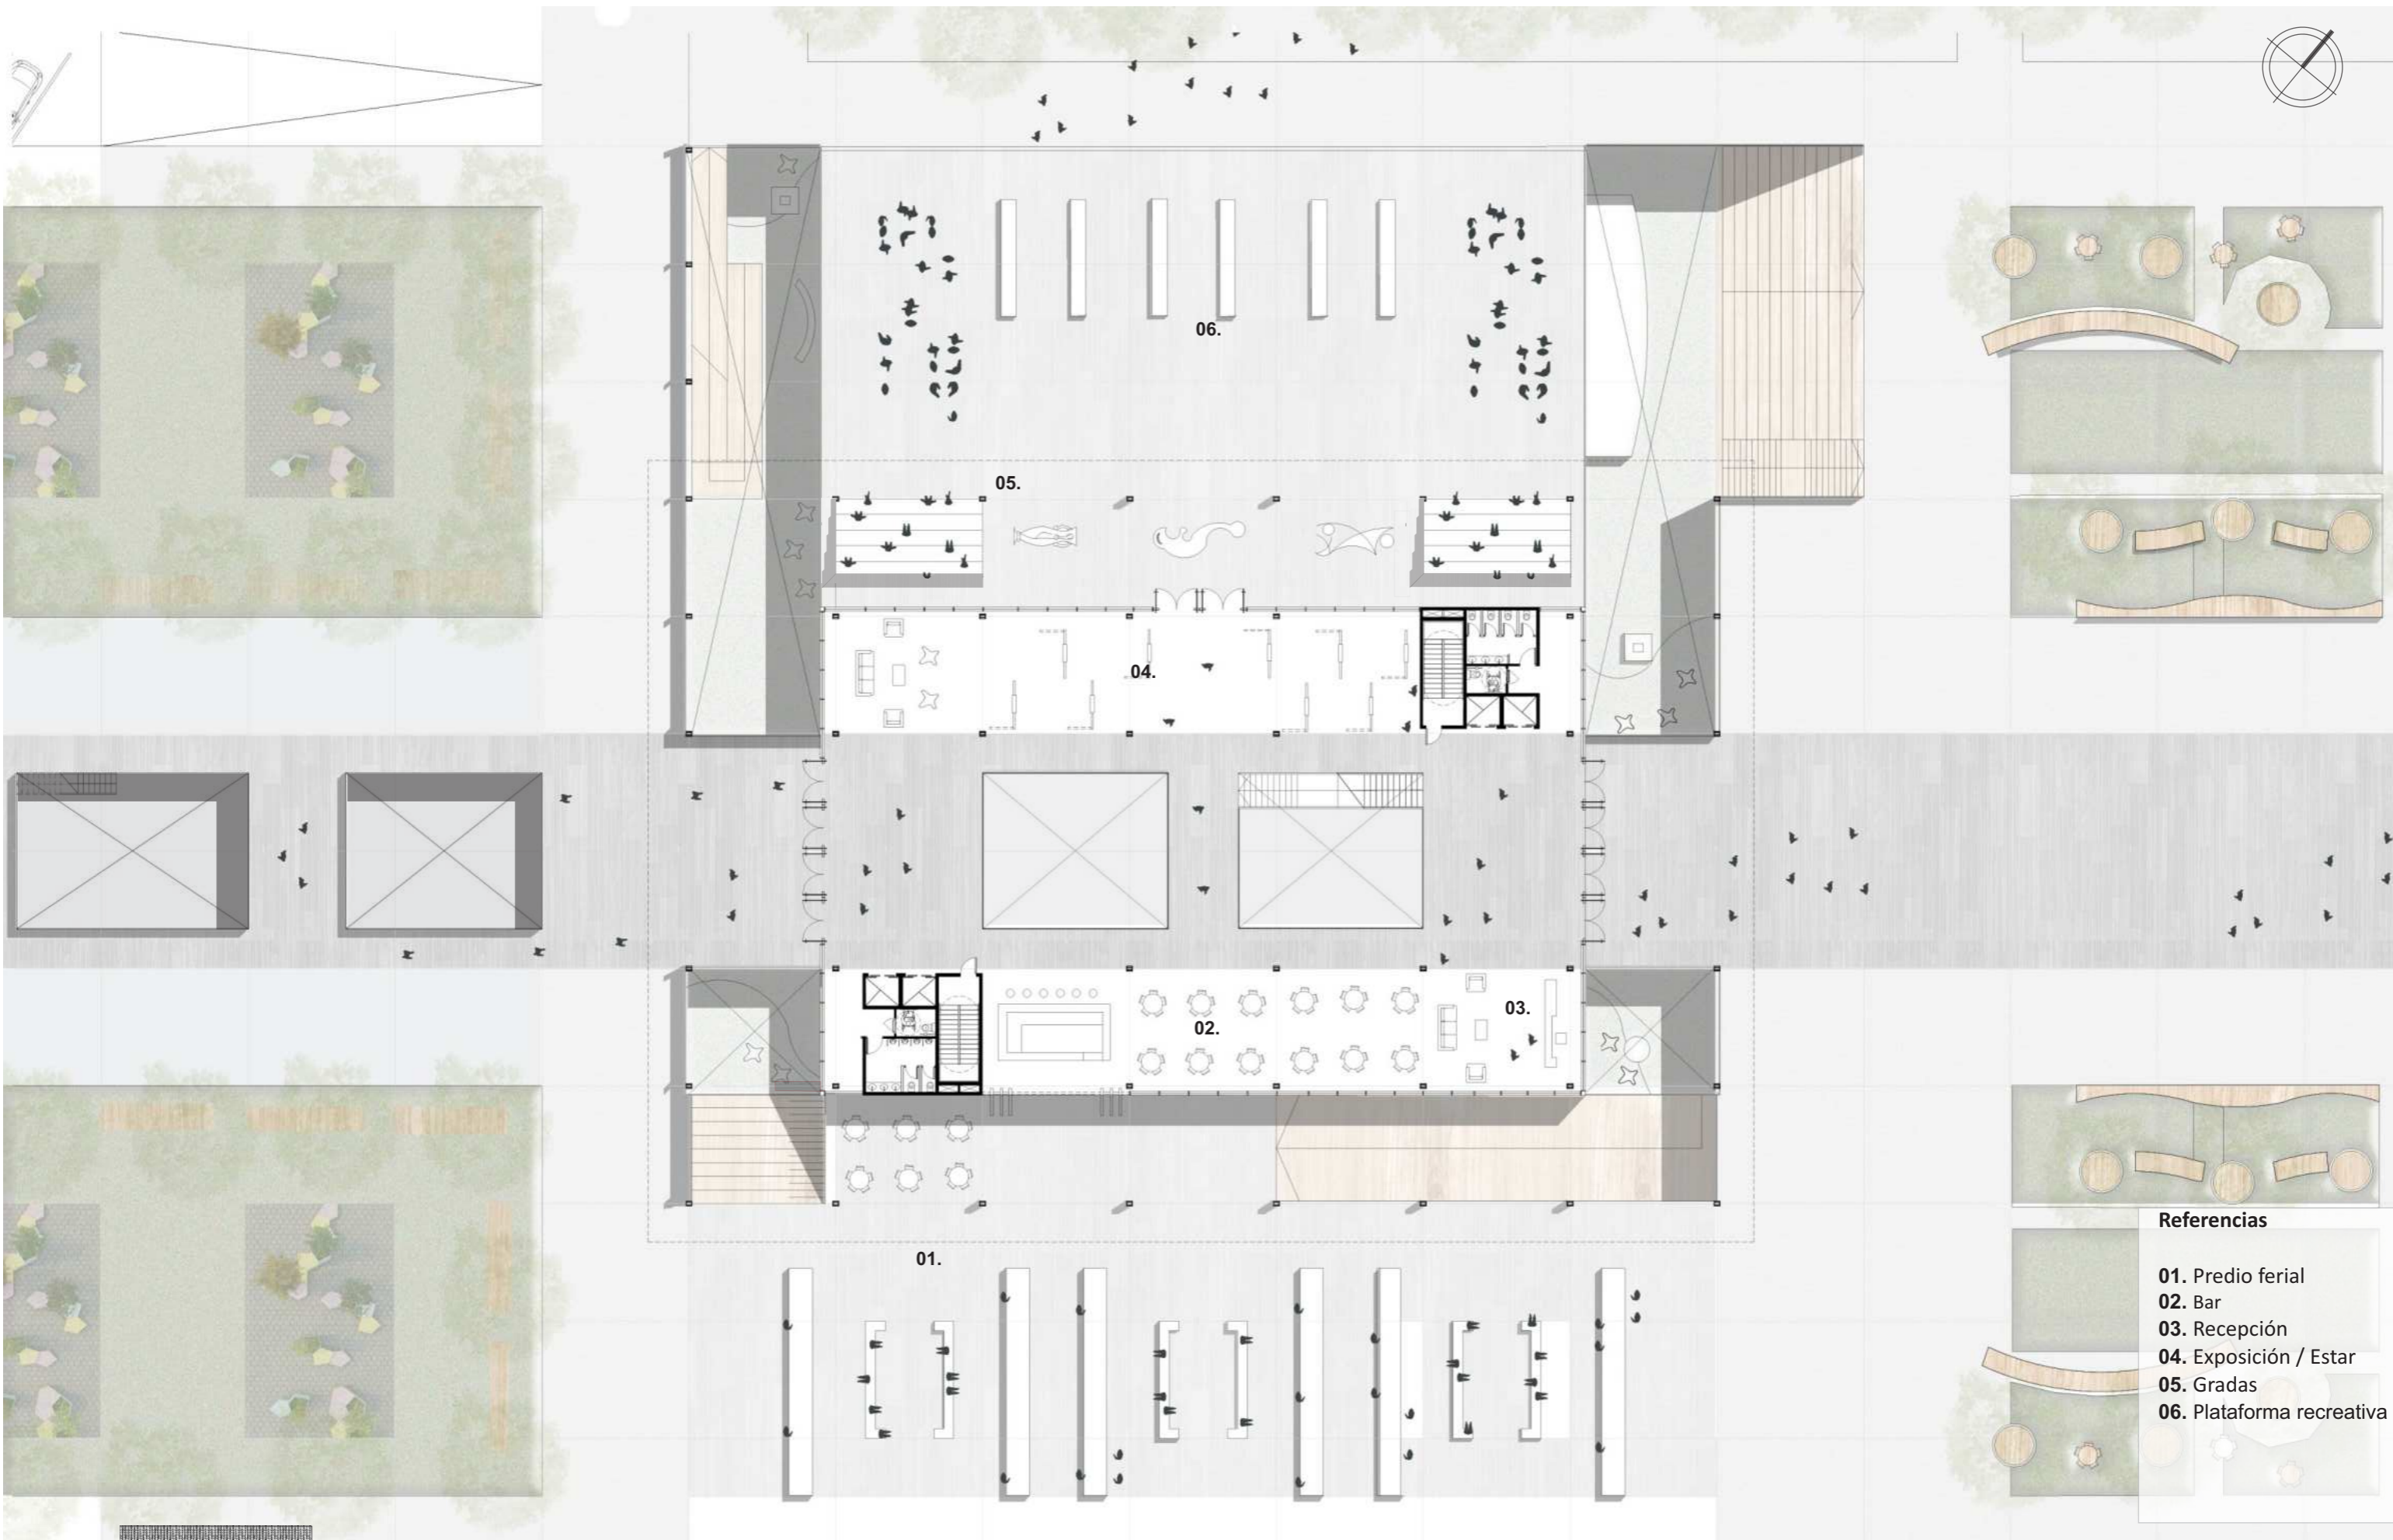 06.
05.
04.
03.
02.
01.
Referencias
01. Predio ferial
02. Bar
03. Recepción
04. Exposición / Estar
05. Gradas
06. Plataforma recreativa